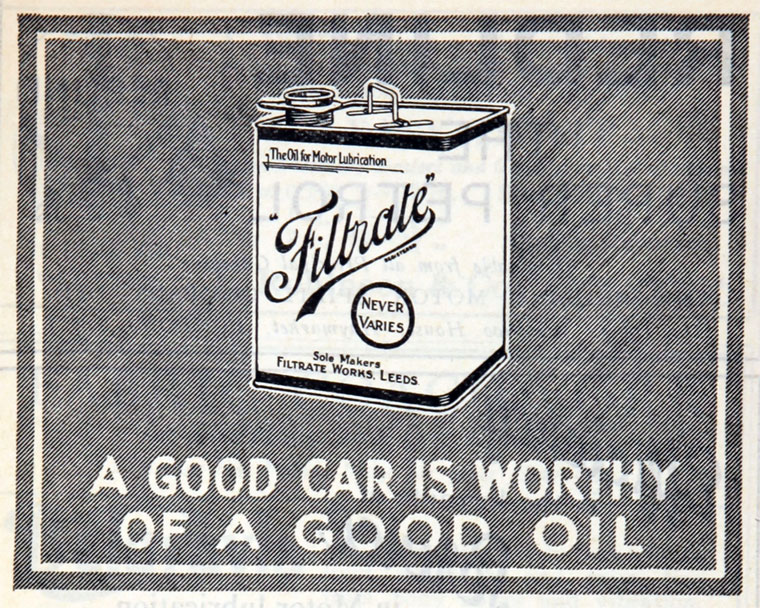 The Oil for Motor Lubrication
"Filtrate"
REGISTERED
NEVER
VARIES
Sole Makers
FILTRATE WORKS, LEEDS
A GOOD CAR IS WORTHY
OF A GOOD OIL